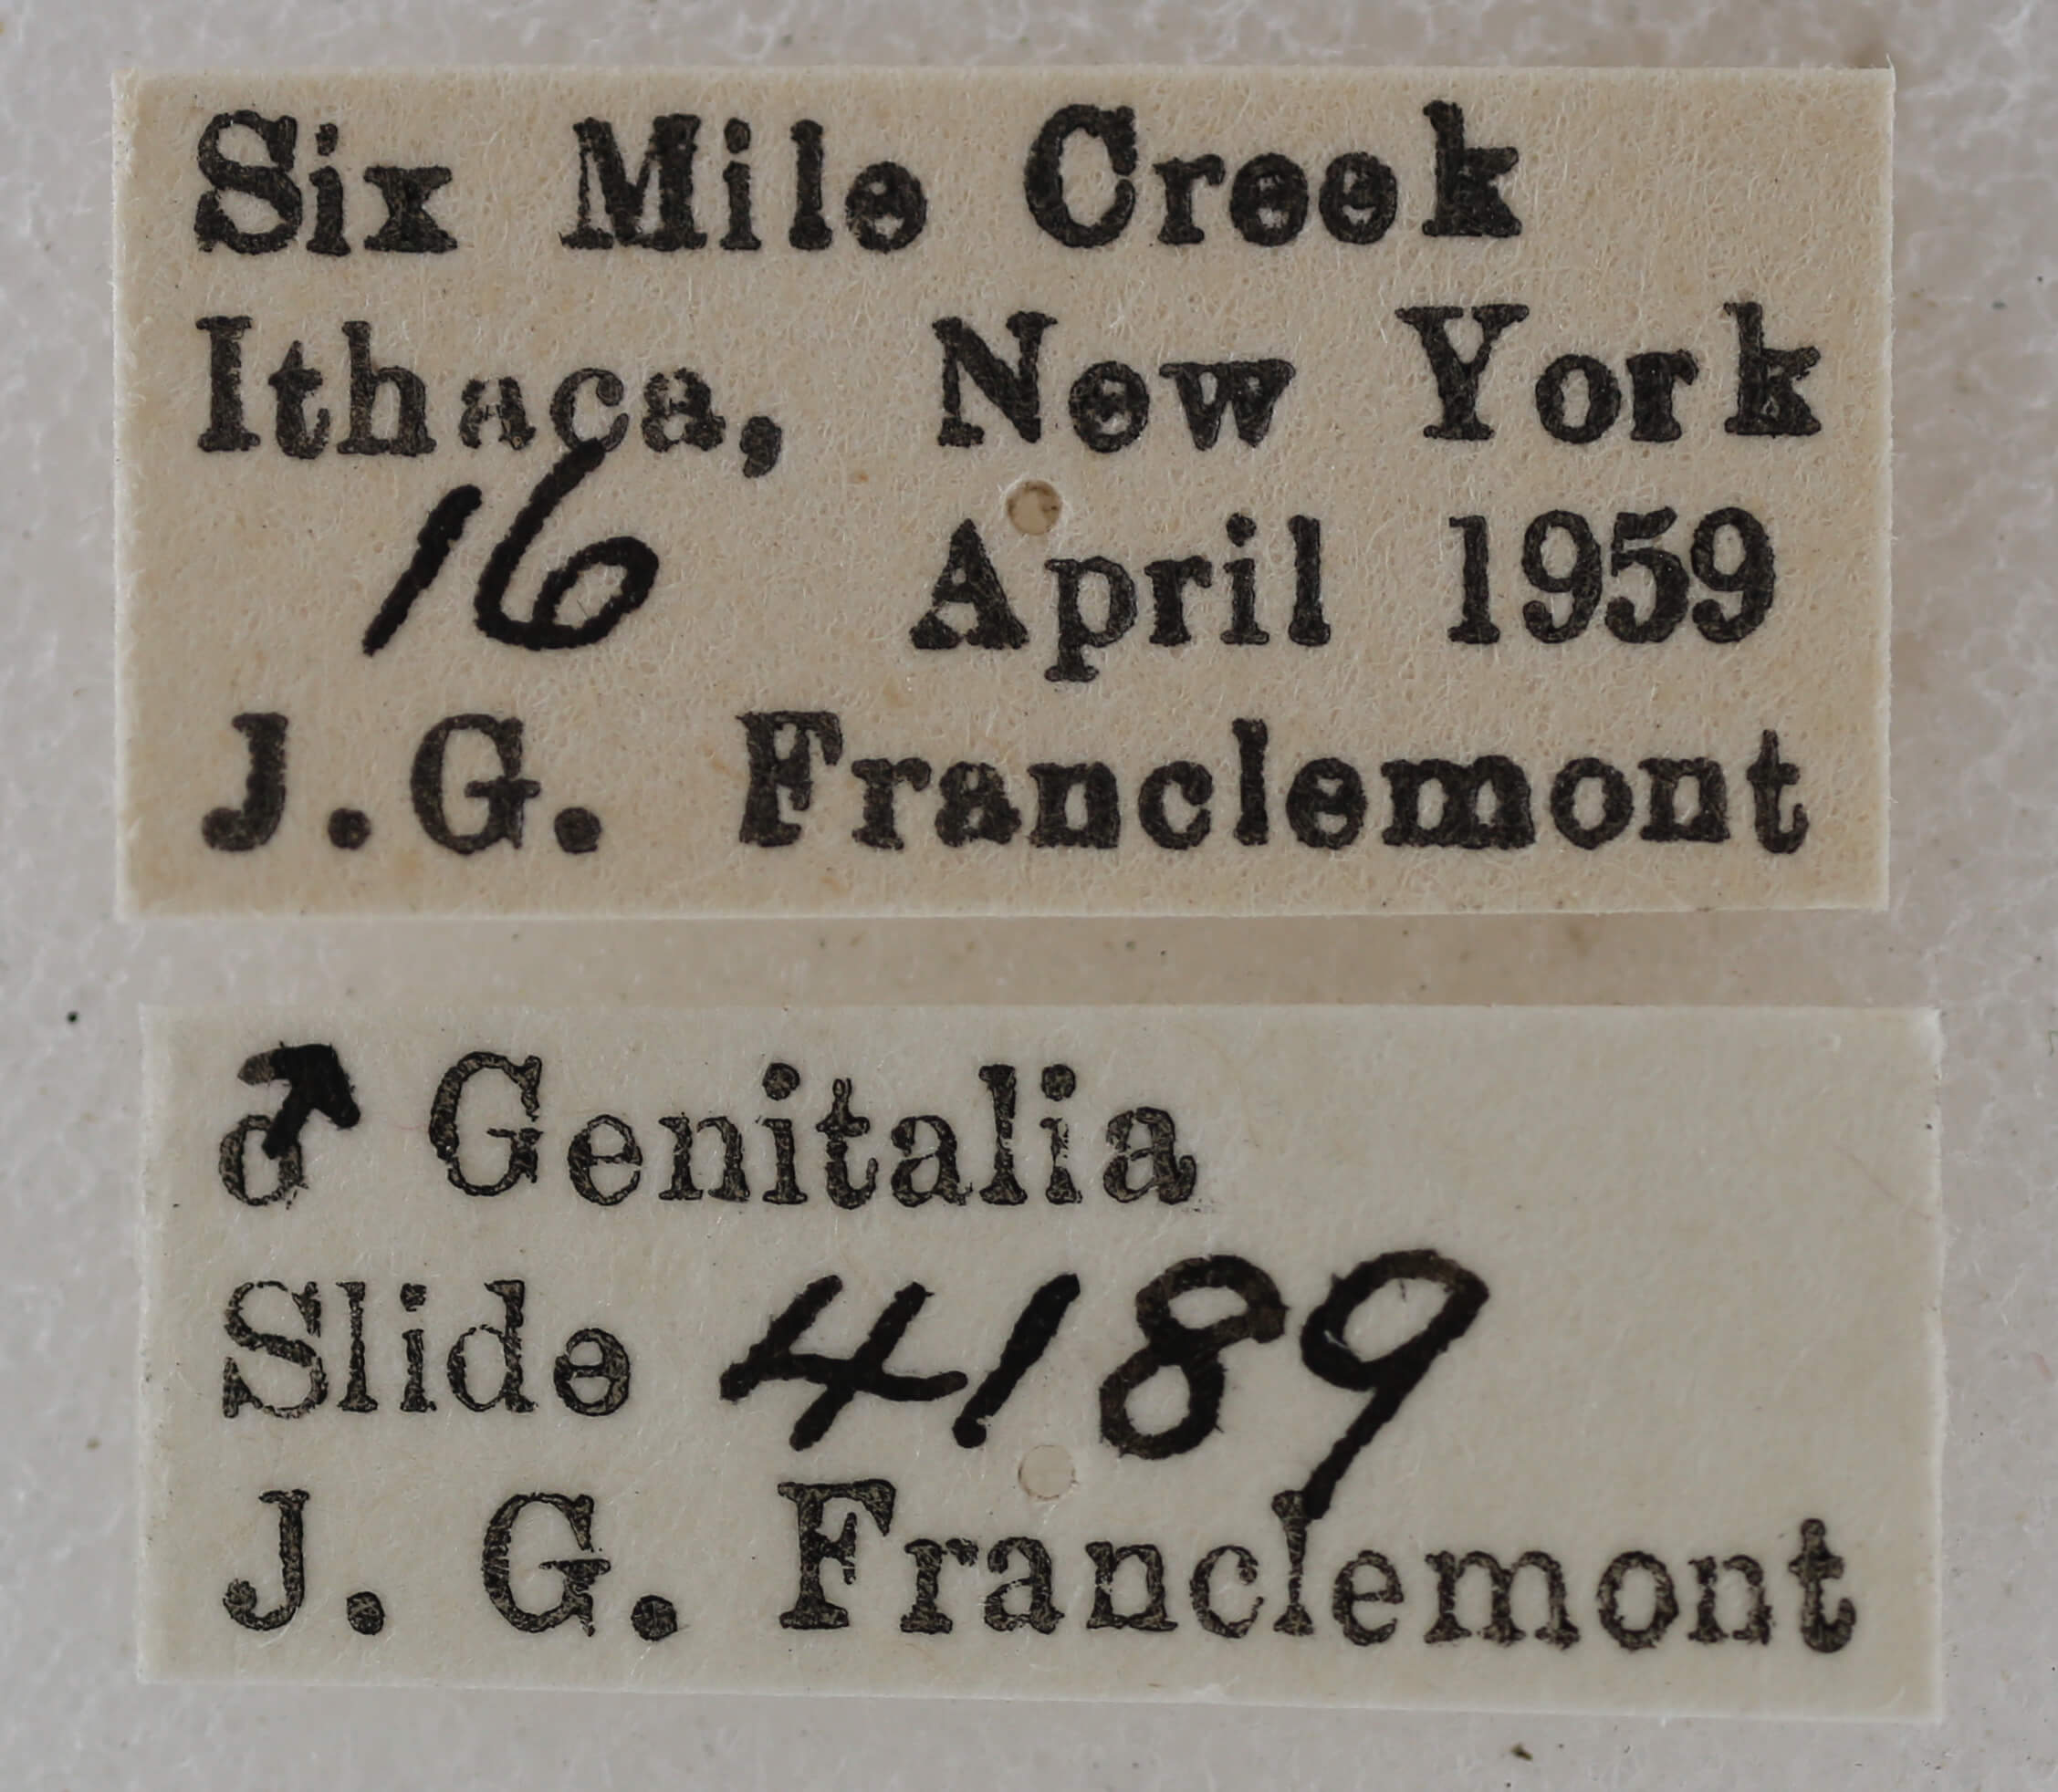 Six Mile Creek
Ithaca, New York
16 April 1959
J.G. Franclemont
♂ Genitalia
Slide 4189
J. G. Franclemont